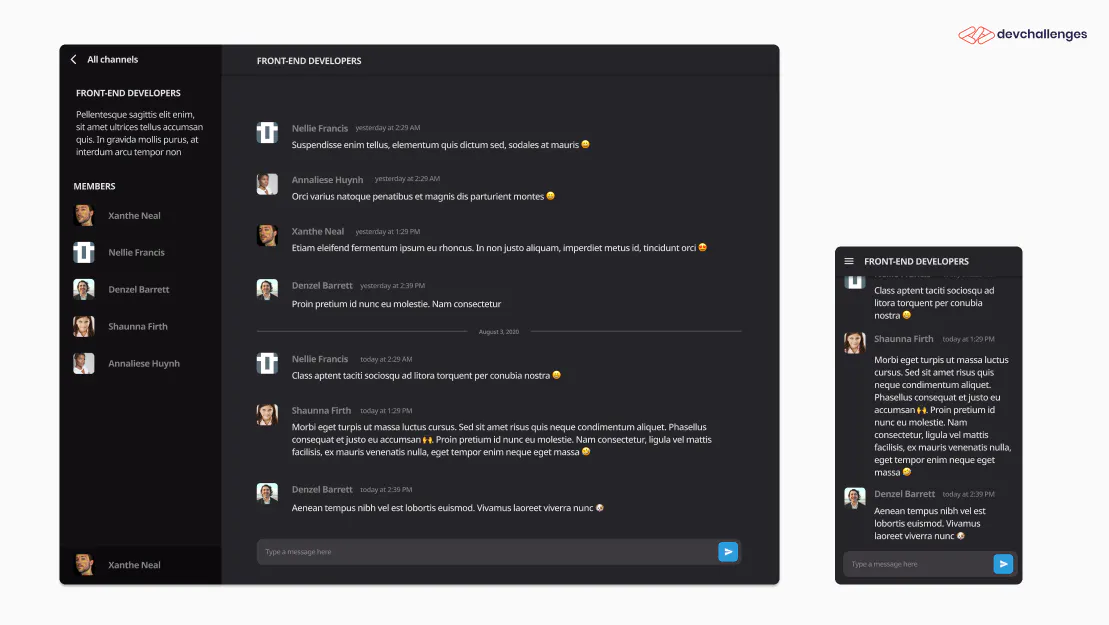 devchallenges
All channels
FRONT-END DEVELOPERS
Pellentesque sagittis elit enim,
sit amet ultrices tellus accumsan
quis. In gravida mollis purus, at
interdum arcu tempor non
MEMBERS
Xanthe Neal
Nellie Francis
Denzel Barrett
Shaunna Firth
Annaliese Huynh
Xanthe Neal
FRONT-END DEVELOPERS
Nellie Francis yesterday at 2:29 AM
Suspendisse enim tellus, elementum quis dictum sed, sodales at mauris 😀
Annaliese Huynh yesterday at 2:29 AM
Orci varius natoque penatibus et magnis dis parturient montes 😀
Xanthe Neal yesterday at 1:29 PM
Etiam eleifend fermentum ipsum eu rhoncus. In non justo aliquam, imperdiet metus id, tincidunt orci 😍
Denzel Barrett yesterday at 2:39 PM
Proin pretium id nunc eu molestie. Nam consectetur
August 3, 2020
Nellie Francis today at 2:29 AM
Class aptent taciti sociosqu ad litora torquent per conubia nostra 😀
Shaunna Firth today at 1:29 PM
Morbi eget turpis ut massa luctus cursus. Sed sit amet risus quis neque condimentum aliquet. Phasellus
consequat et justo eu accumsan 🙌. Proin pretium id nunc eu molestie. Nam consectetur, ligula vel mattis
facilisis, ex mauris venenatis nulla, eget tempor enim neque eget massa 🤣
Denzel Barrett today at 2:39 PM
Aenean tempus nibh vel est lobortis euismod. Vivamus laoreet viverra nunc 🐶
Type a message here
FRONT-END DEVELOPERS
Class aptent taciti sociosqu ad
litora torquent per conubia
nostra 😀
Shaunna Firth today at 1:29 PM
Morbi eget turpis ut massa luctus
cursus. Sed sit amet risus quis
neque condimentum aliquet.
Phasellus consequat et justo eu
accumsan 🙌. Proin pretium id
nunc eu molestie. Nam
consectetur, ligula vel mattis
facilisis, ex mauris venenatis nulla,
eget tempor enim neque eget
massa 🤣
Denzel Barrett today at 2:39 PM
Aenean tempus nibh vel est
lobortis euismod. Vivamus
laoreet viverra nunc 🐶
Type a message here